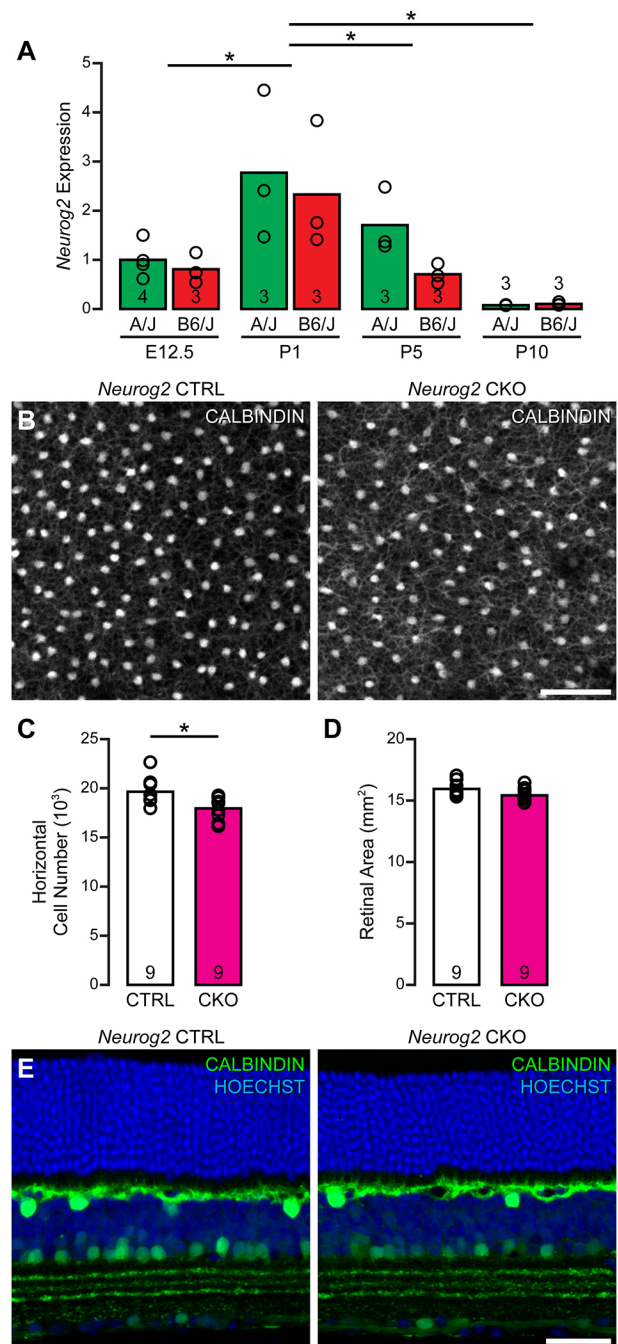 *
*
*
A
5
4
3
2
1
0
Neurog2 Expression
4 3 3 3 3 3 3 3
A/J B6/J A/J B6/J A/J B6/J A/J B6/J
E12.5 P1 P5 P10
Neurog2 CTRL Neurog2 CKO
B CALBINDIN CALBINDIN
C D
*
25
20
15
10
5
0
Horizontal
Cell Number (10³)
9 9
CTRL CKO
20
15
10
5
0
Retinal Area (mm²)
9 9
CTRL CKO
Neurog2 CTRL Neurog2 CKO
E CALBINDIN CALBINDIN
HOECHST HOECHST